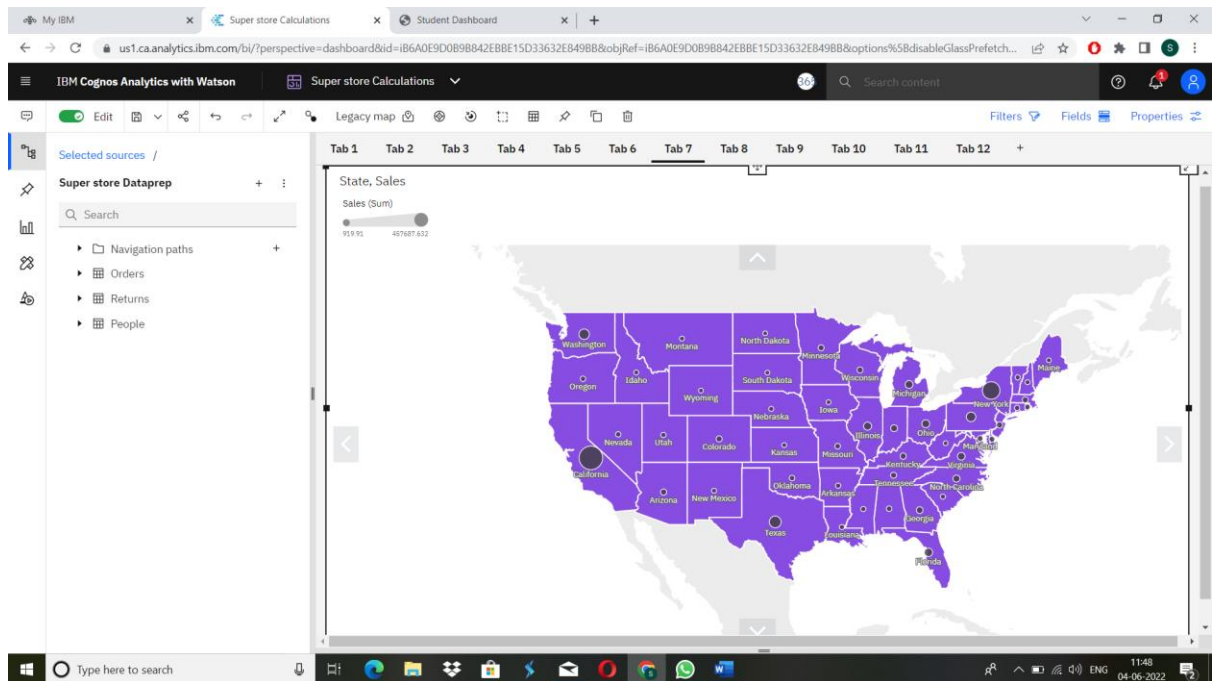 My IBM
Super store Calculations
Student Dashboard
us1.ca.analytics.ibm.com/bi/?perspective=dashboard&id=iB6A0E9D0B9B842EBBE15D33632E849BB&objRef=iB6A0E9D0B9B842EBBE15D33632E849BB&options%5BdisableGlassPrefetch...
S
IBM Cognos Analytics with Watson
Super store Calculations
Search content
1
Edit
Legacy map
Filters
Fields
Properties
Selected sources /
Tab 1 Tab 2 Tab 3 Tab 4 Tab 5 Tab 6 Tab 7 Tab 8 Tab 9 Tab 10 Tab 11 Tab 12 +
Super store Dataprep
Search
Navigation paths
Orders
Returns
People
State, Sales
Sales (Sum)
919.91 457687.632
Washington
Montana
North Dakota
Minnesota
Maine
Oregon
Idaho
South Dakota
Wisconsin
Michigan
Wyoming
New York
Nebraska
Iowa
Nevada
Utah
Colorado
Kansas
Missouri
Illinois
Ohio
Maryland
California
Kentucky
Virginia
Arizona
New Mexico
Oklahoma
Arkansas
Tennessee
North Carolina
Texas
Louisiana
Georgia
Florida
Type here to search
ENG
11:48
04-06-2022
2